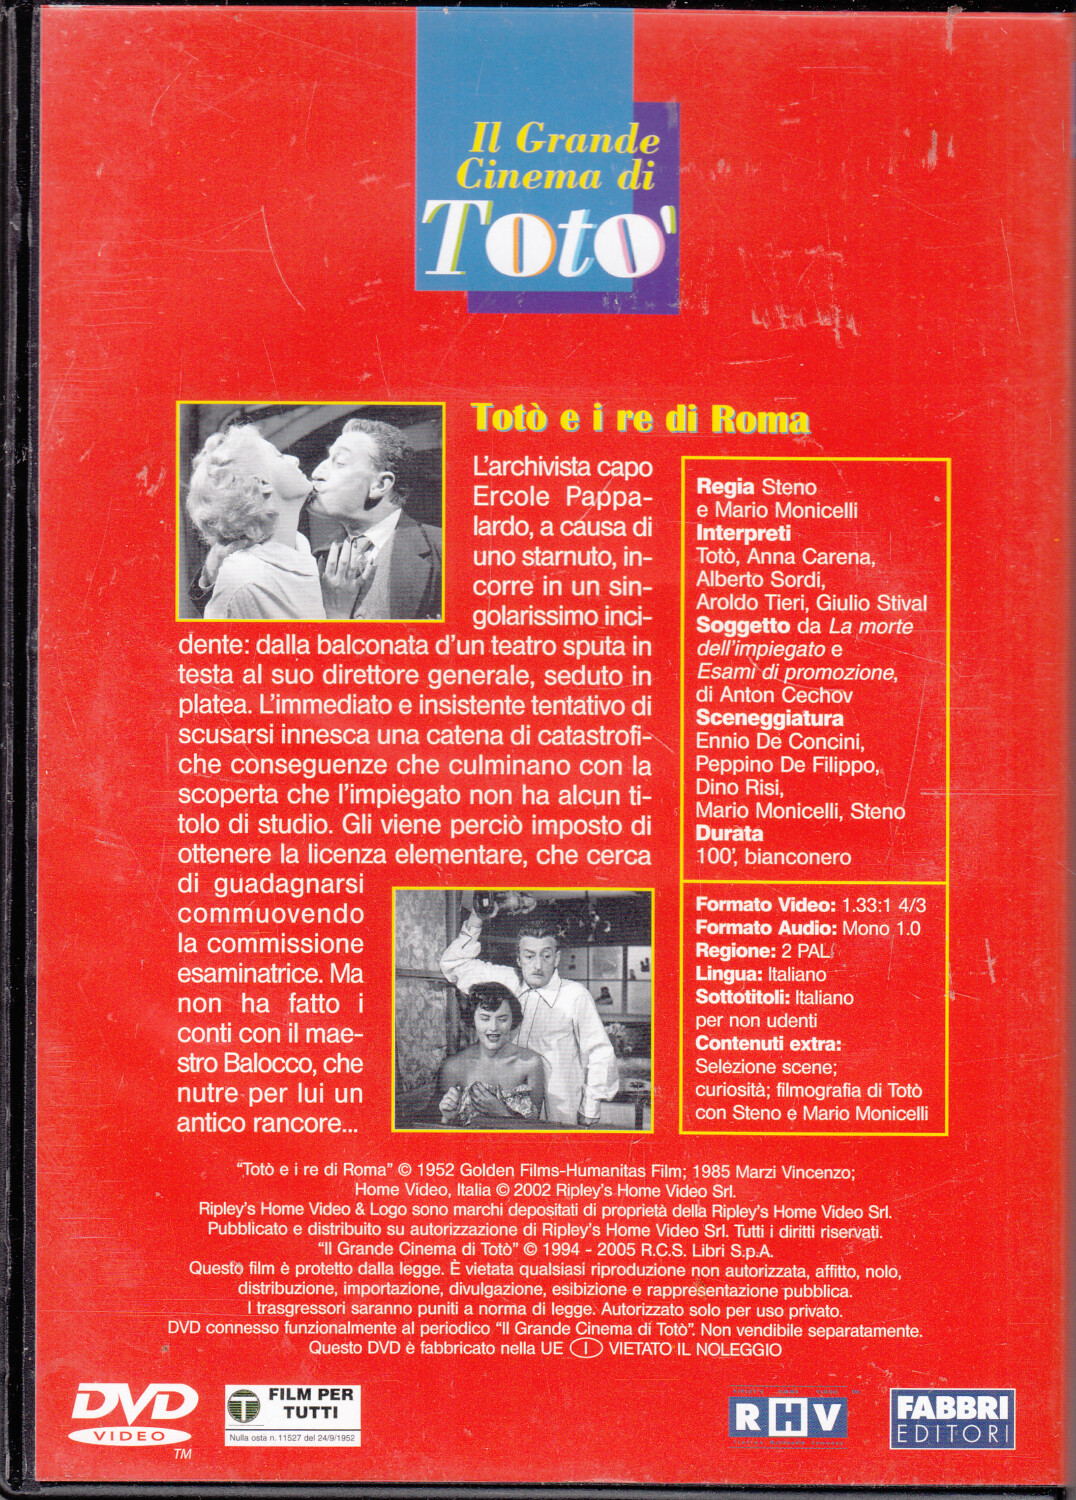 Il Grande
Cinema di
Totò
Totò e i re di Roma
L'archivista capo
Ercole Pappa-
lardo, a causa di
uno starnuto, in-
corre in un sin-
golarissimo inci-
dente: dalla balconata d'un teatro sputa in
testa al suo direttore generale, seduto in
platea. L'immediato e insistente tentativo di
scusarsi innesca una catena di catastrofi-
che conseguenze che culminano con la
scoperta che l'impiegato non ha alcun ti-
tolo di studio. Gli viene perciò imposto di
ottenere la licenza elementare, che cerca
di guadagnarsi
commuovendo
la commissione
esaminatrice. Ma
non ha fatto i
conti con il mae-
stro Balocco, che
nutre per lui un
antico rancore...
Regia Steno
e Mario Monicelli
Interpreti
Totò, Anna Carena,
Alberto Sordi,
Aroldo Tieri, Giulio Stival
Soggetto da La morte
dell'impiegato e
Esami di promozione,
di Anton Cechov
Sceneggiatura
Ennio De Concini,
Peppino De Filippo,
Dino Risi,
Mario Monicelli, Steno
Durata
100', bianconero
Formato Video: 1.33:1 4/3
Formato Audio: Mono 1.0
Regione: 2 PAL
Lingua: Italiano
Sottotitoli: Italiano
per non udenti
Contenuti extra:
Selezione scene;
curiosità; filmografia di Totò
con Steno e Mario Monicelli
“Totò e i re di Roma” © 1952 Golden Films-Humanitas Film; 1985 Marzi Vincenzo;
Home Video, Italia © 2002 Ripley's Home Video Srl.
Ripley's Home Video & Logo sono marchi depositati di proprietà della Ripley's Home Video Srl.
Pubblicato e distribuito su autorizzazione di Ripley's Home Video Srl. Tutti i diritti riservati.
“Il Grande Cinema di Totò” © 1994 - 2005 R.C.S. Libri S.p.A.
Questo film è protetto dalla legge. È vietata qualsiasi riproduzione non autorizzata, affitto, nolo,
distribuzione, importazione, divulgazione, esibizione e rappresentazione pubblica.
I trasgressori saranno puniti a norma di legge. Autorizzato solo per uso privato.
DVD connesso funzionalmente al periodico “Il Grande Cinema di Totò”. Non vendibile separatamente.
Questo DVD è fabbricato nella UE I VIETATO IL NOLEGGIO
DVD
VIDEO
TM
T
FILM PER
TUTTI
Nulla osta n. 11527 del 24/9/1952
RHV
FABBRI
EDITORI